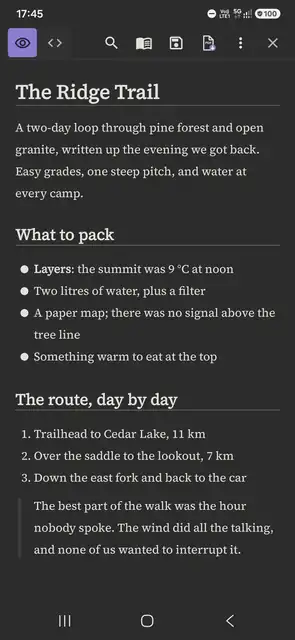 17:45
Vo)) LTE1 5G 100
The Ridge Trail
A two-day loop through pine forest and open
granite, written up the evening we got back.
Easy grades, one steep pitch, and water at
every camp.
What to pack
Layers: the summit was 9 °C at noon
Two litres of water, plus a filter
A paper map; there was no signal above the
tree line
Something warm to eat at the top
The route, day by day
1. Trailhead to Cedar Lake, 11 km
2. Over the saddle to the lookout, 7 km
3. Down the east fork and back to the car
The best part of the walk was the hour
nobody spoke. The wind did all the talking,
and none of us wanted to interrupt it.